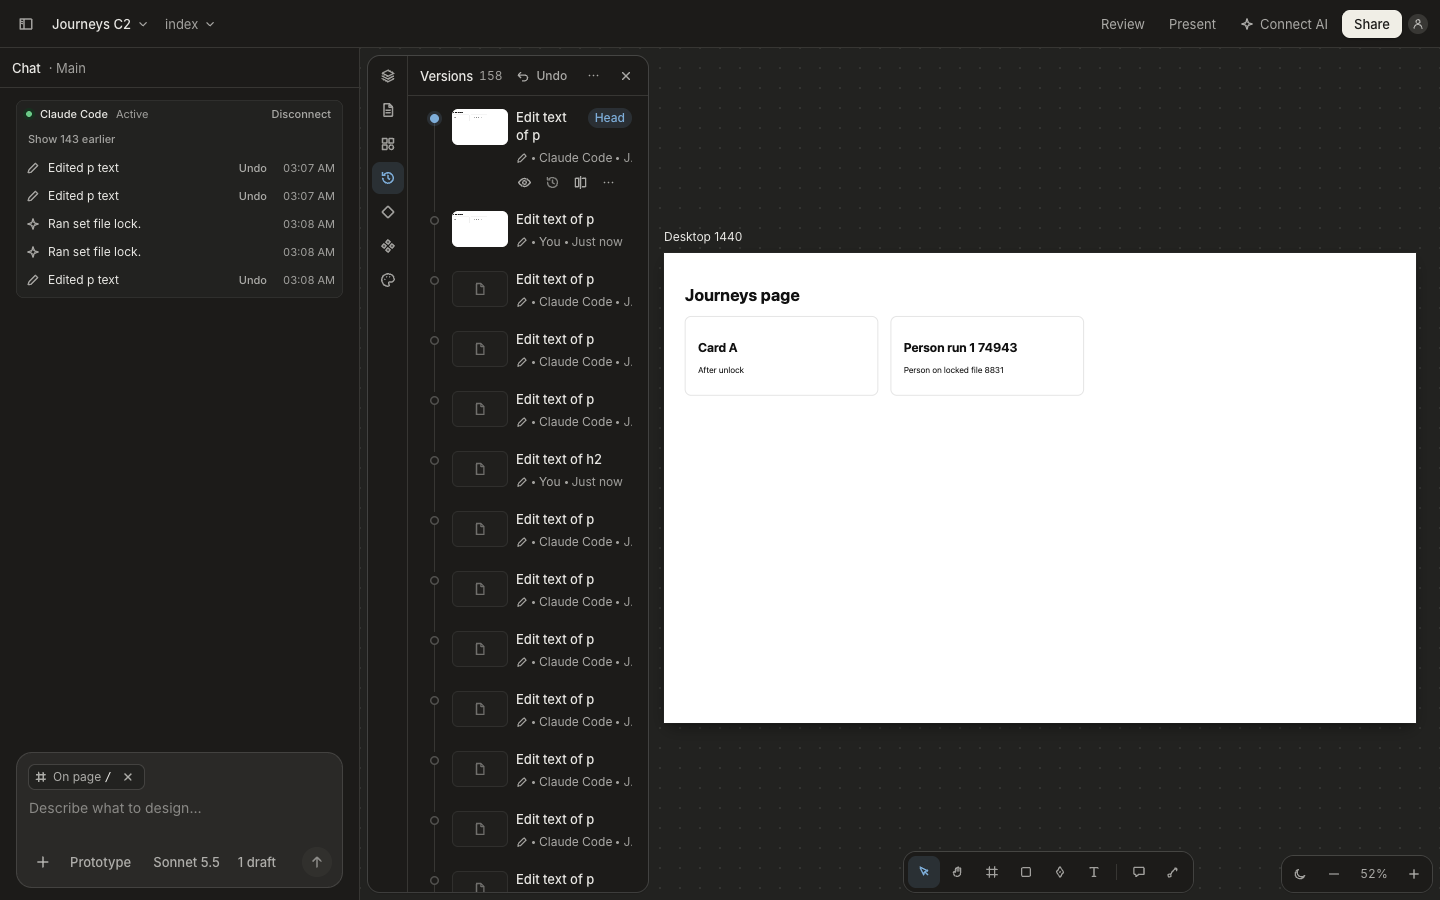 Journeys C2
index
Review
Present
Connect AI
Share
Chat · Main
Claude Code Active
Disconnect
Show 143 earlier
Edited p text Undo 03:07 AM
Edited p text Undo 03:07 AM
Ran set file lock. 03:08 AM
Ran set file lock. 03:08 AM
Edited p text Undo 03:08 AM
On page /
Describe what to design...
Prototype
Sonnet 5.5
1 draft
Versions 158
Undo
Edit text
of p
Head
• Claude Code • J.
Edit text of p
• You • Just now
Edit text of p
• Claude Code • J.
Edit text of p
• Claude Code • J.
Edit text of p
• Claude Code • J.
Edit text of h2
• You • Just now
Edit text of p
• Claude Code • J.
Edit text of p
• Claude Code • J.
Edit text of p
• Claude Code • J.
Edit text of p
• Claude Code • J.
Edit text of p
• Claude Code • J.
Edit text of p
• Claude Code • J.
Edit text of p
Desktop 1440
Journeys page
Card A
After unlock
Person run 1 74943
Person on locked file 8831
52%